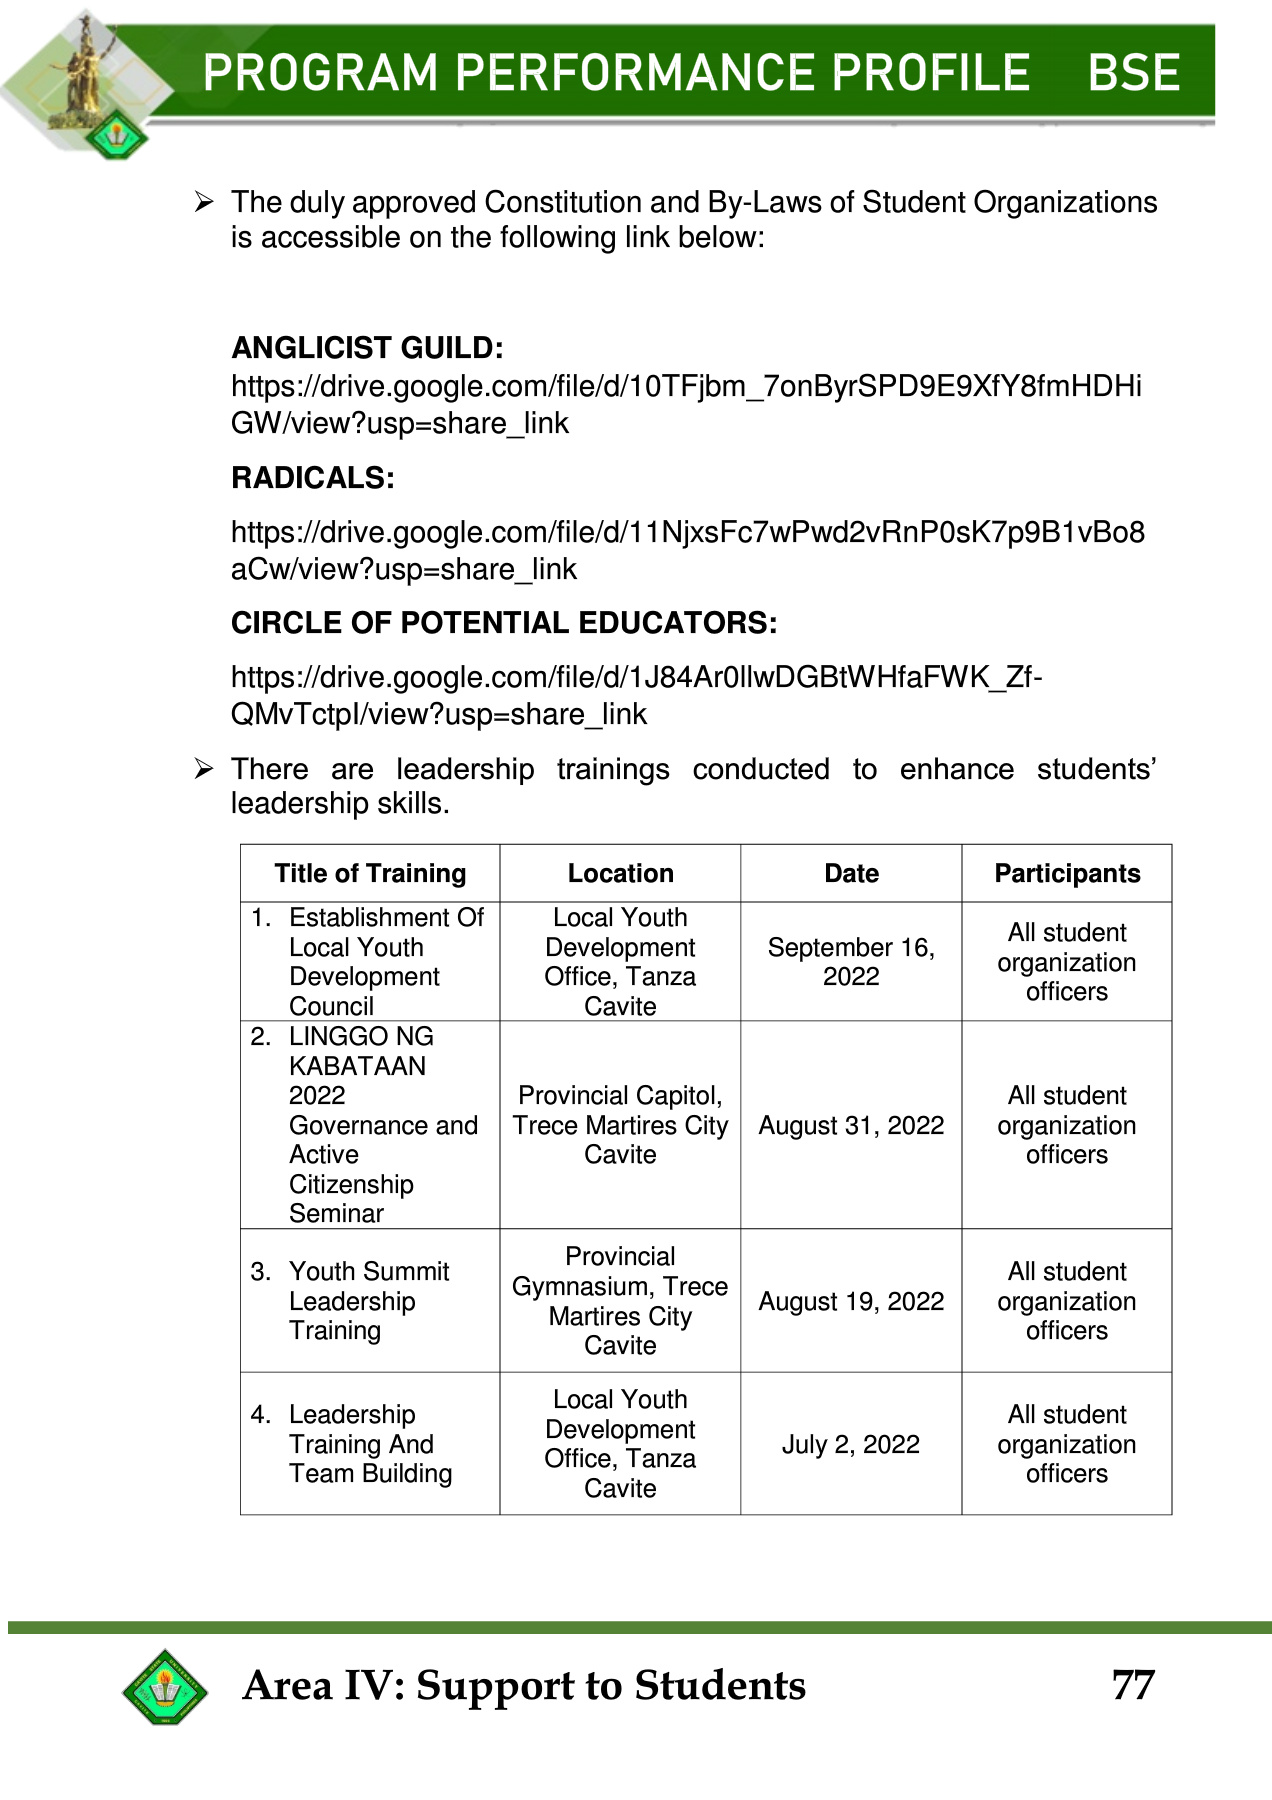 PROGRAM PERFORMANCE PROFILE BSE
➢ The duly approved Constitution and By-Laws of Student Organizations
is accessible on the following link below:
ANGLICIST GUILD:
https://drive.google.com/file/d/10TFjbm_7onByrSPD9E9XfY8fmHDHi
GW/view?usp=share_link
RADICALS:
https://drive.google.com/file/d/11NjxsFc7wPwd2vRnP0sK7p9B1vBo8
aCw/view?usp=share_link
CIRCLE OF POTENTIAL EDUCATORS:
https://drive.google.com/file/d/1J84Ar0llwDGBtWHfaFWK_Zf-
QMvTctpI/view?usp=share_link
➢ There are leadership trainings conducted to enhance students’
leadership skills.
Title of Training
Location
Date
Participants
1. Establishment Of
Local Youth
Development
Council
Local Youth
Development
Office, Tanza
Cavite
September 16,
2022
All student
organization
officers
2. LINGGO NG
KABATAAN
2022
Governance and
Active
Citizenship
Seminar
Provincial Capitol,
Trece Martires City
Cavite
August 31, 2022
All student
organization
officers
3. Youth Summit
Leadership
Training
Provincial
Gymnasium, Trece
Martires City
Cavite
August 19, 2022
All student
organization
officers
4. Leadership
Training And
Team Building
Local Youth
Development
Office, Tanza
Cavite
July 2, 2022
All student
organization
officers
Area IV: Support to Students
77